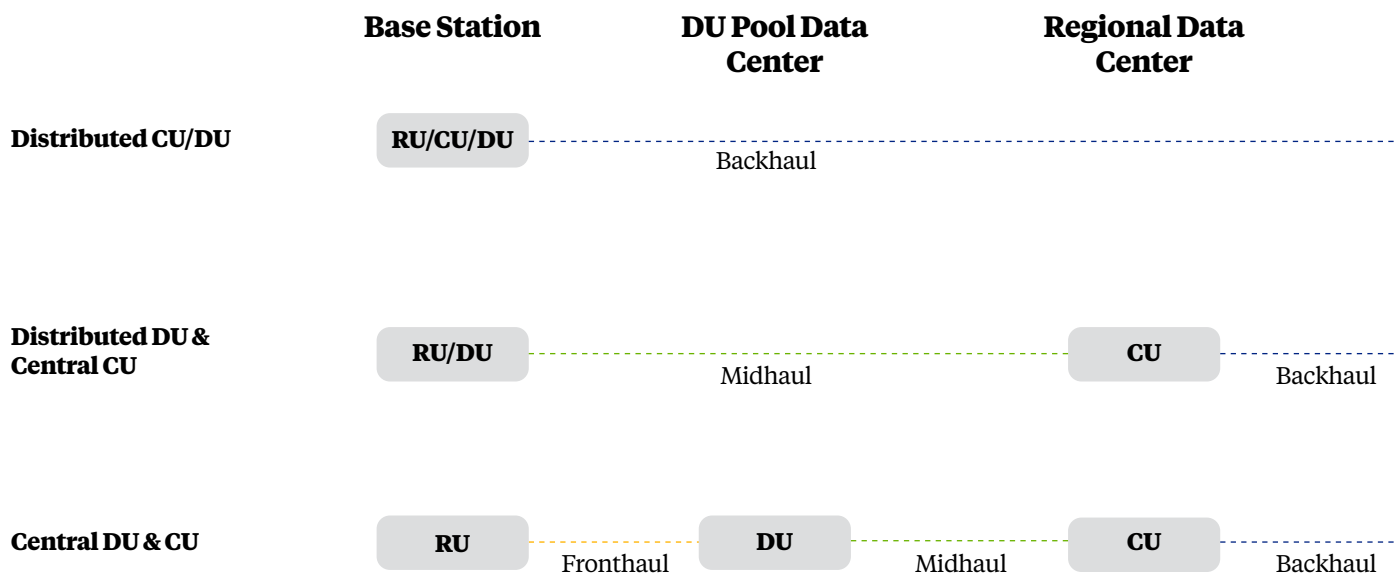 Base Station
DU Pool Data
Center
Regional Data
Center
Distributed CU/DU
RU/CU/DU
Backhaul
Distributed DU &
Central CU
RU/DU
Midhaul
CU
Backhaul
Central DU & CU
RU
Fronthaul
DU
Midhaul
CU
Backhaul